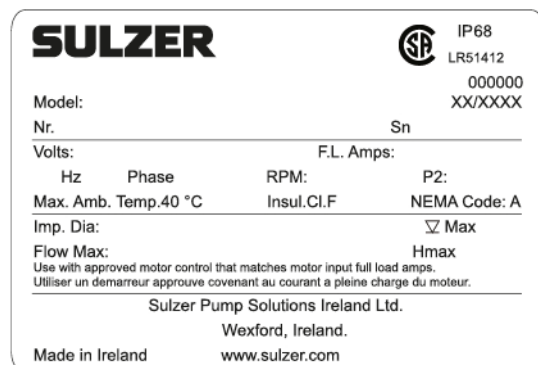 SULZER SA IP68
LR51412
000000
Model: XX/XXXX
Nr. Sn
Volts: F.L. Amps:
Hz Phase RPM: P2:
Max. Amb. Temp.40 °C Insul.Cl.F NEMA Code: A
Imp. Dia: Max
Flow Max: Hmax
Use with approved motor control that matches motor input full load amps.
Utiliser un demarreur approuve covenant au courant a pleine charge du moteur.
Sulzer Pump Solutions Ireland Ltd.
Wexford, Ireland.
Made in Ireland www.sulzer.com